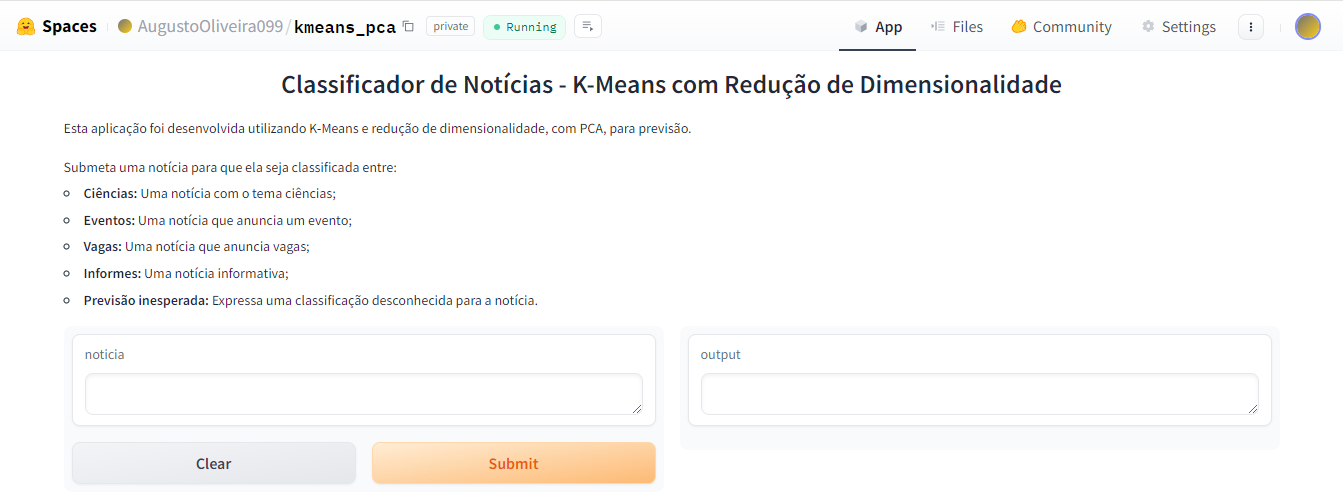 Spaces AugustoOliveira099/kmeans_pca private Running App Files Community Settings
Classificador de Notícias - K-Means com Redução de Dimensionalidade
Esta aplicação foi desenvolvida utilizando K-Means e redução de dimensionalidade, com PCA, para previsão.
Submeta uma notícia para que ela seja classificada entre:
Ciências: Uma notícia com o tema ciências;
Eventos: Uma notícia que anuncia um evento;
Vagas: Uma notícia que anuncia vagas;
Informes: Uma notícia informativa;
Previsão inesperada: Expressa uma classificação desconhecida para a notícia.
noticia
output
Clear
Submit